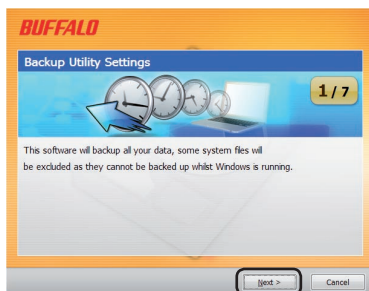 BUFFALO
Backup Utility Settings
1 / 7
This software will backup all your data, some system files will
be excluded as they cannot be backed up whilst Windows is running.
Next >
Cancel